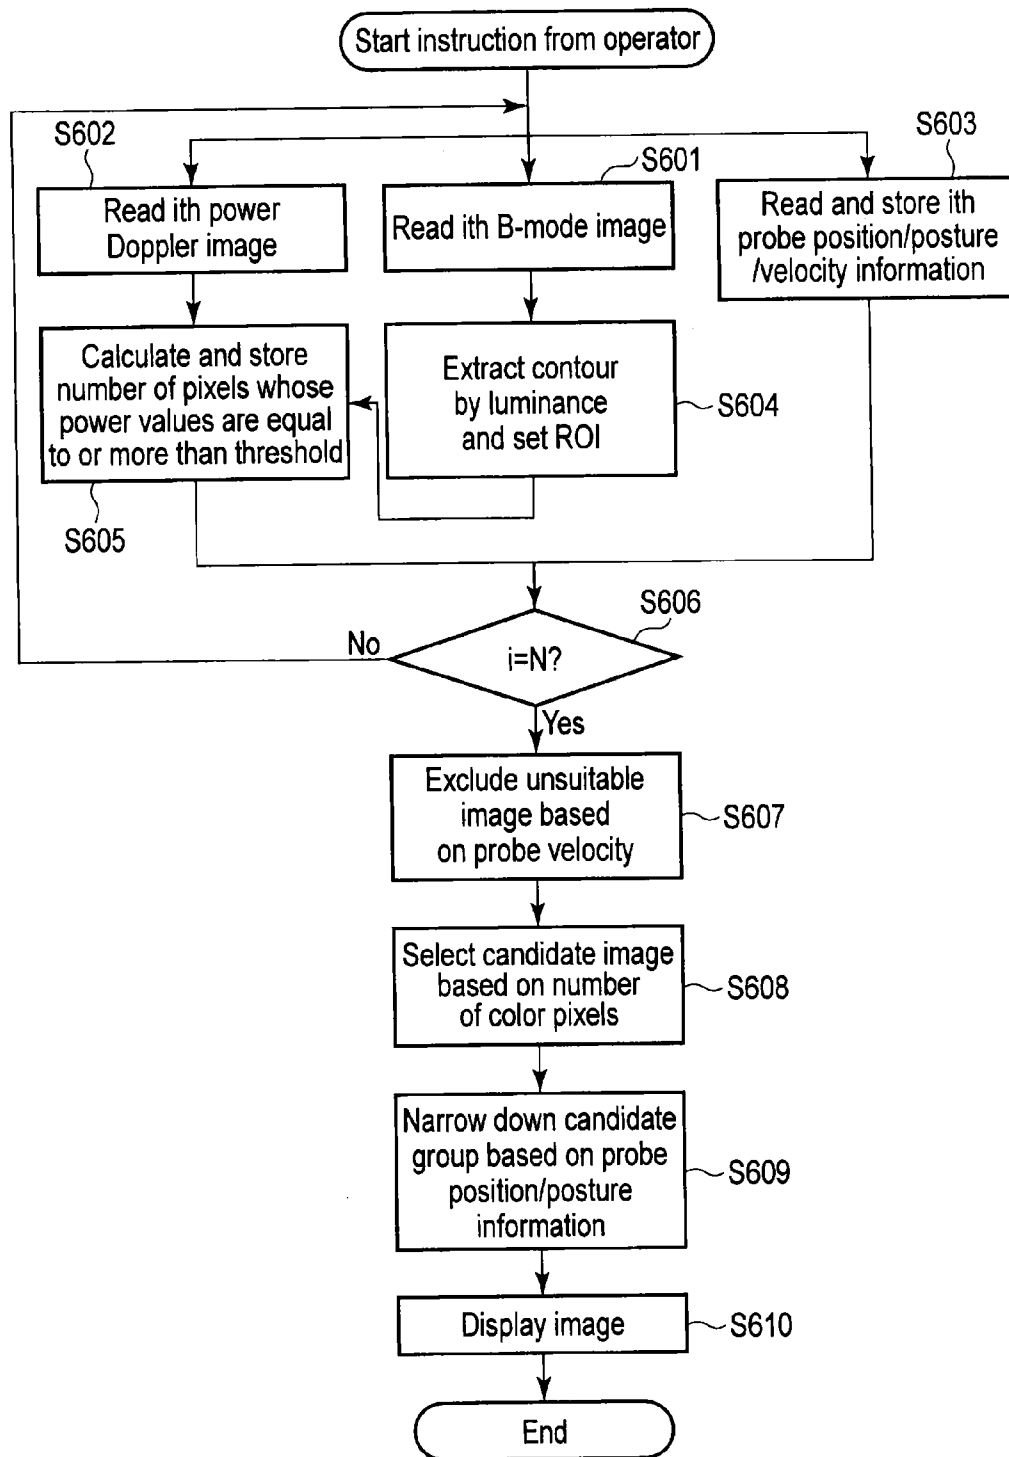 Start instruction from operator
S602
S601
S603
Read ith power
Doppler image
Read ith B-mode image
Read and store ith
probe position/posture
/velocity information
Calculate and store
number of pixels whose
power values are equal
to or more than threshold
Extract contour
by luminance
and set ROI
S604
S605
S606
No
i=N?
Yes
Exclude unsuitable
image based
on probe velocity
S607
Select candidate image
based on number
of color pixels
S608
Narrow down candidate
group based on probe
position/posture
information
S609
Display image
S610
End